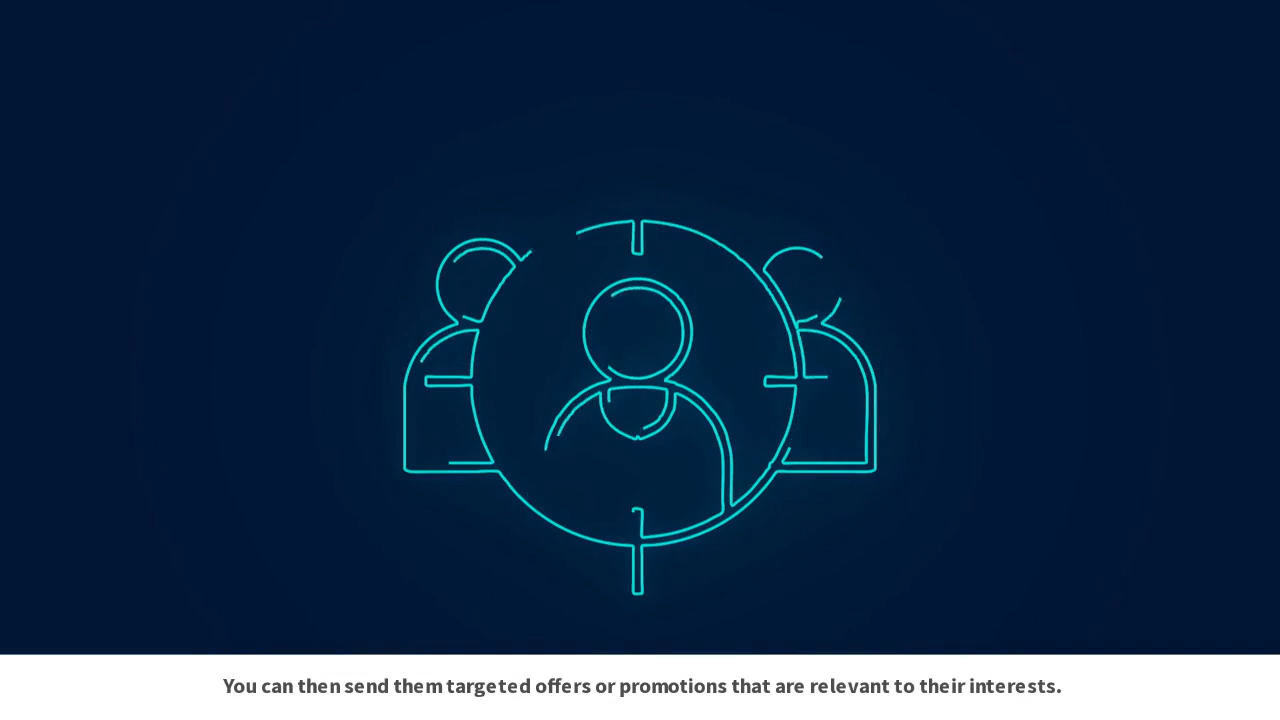 You can then send them targeted offers or promotions that are relevant to their interests.